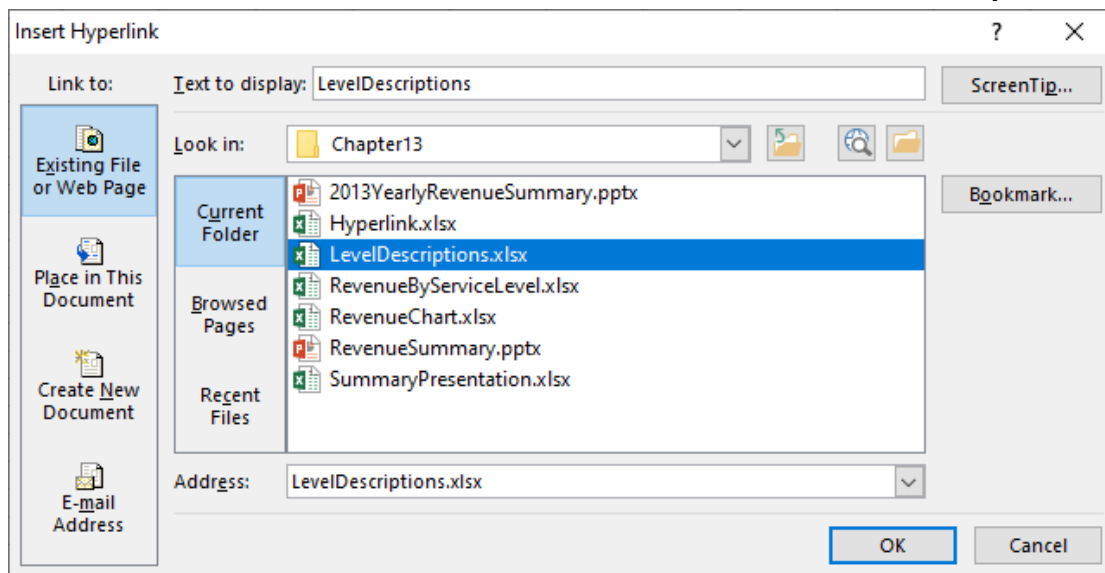 Insert Hyperlink
?
Link to:
Text to display: LevelDescriptions
ScreenTip...
Existing File
or Web Page
Look in: Chapter13
Current
Folder
2013YearlyRevenueSummary.pptx
Hyperlink.xlsx
LevelDescriptions.xlsx
RevenueByServiceLevel.xlsx
RevenueChart.xlsx
RevenueSummary.pptx
SummaryPresentation.xlsx
Bookmark...
Place in This
Document
Browsed
Pages
Create New
Document
Recent
Files
E-mail
Address
Address: LevelDescriptions.xlsx
OK Cancel